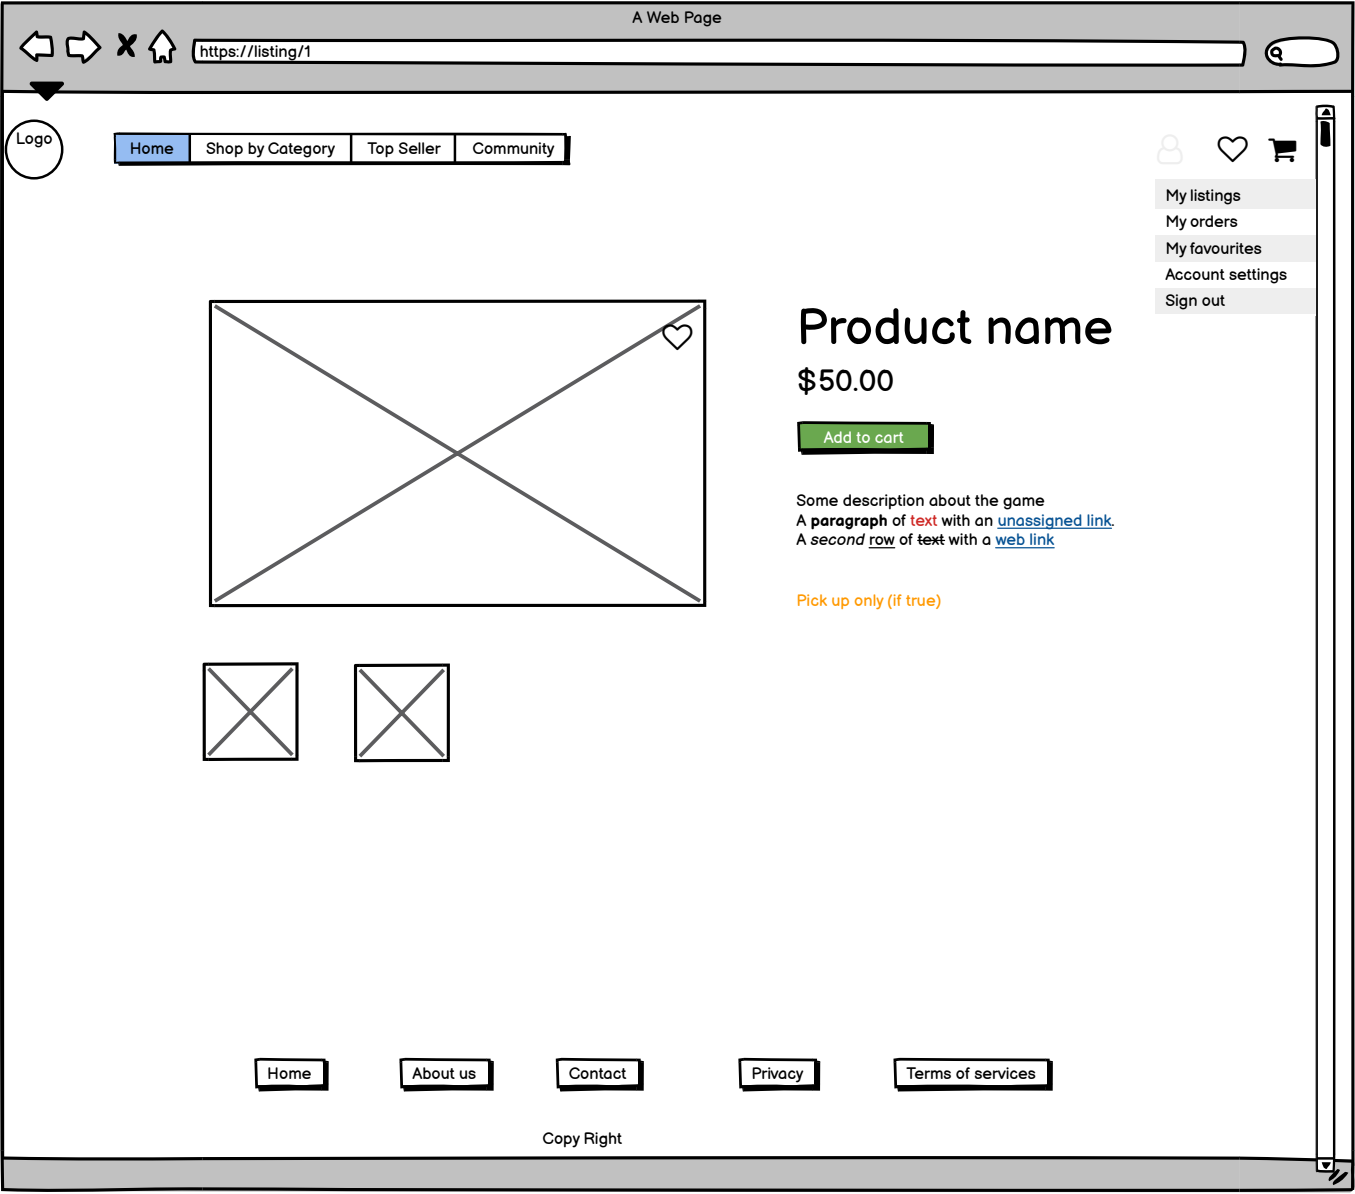 A Web Page
https://listing/1
Logo
Home
Shop by Category
Top Seller
Community
My listings
My orders
My favourites
Account settings
Sign out
Product name
$50.00
Add to cart
Some description about the game
A paragraph of text with an unassigned link.
A second row of text with a web link
Pick up only (if true)
Home
About us
Contact
Privacy
Terms of services
Copy Right